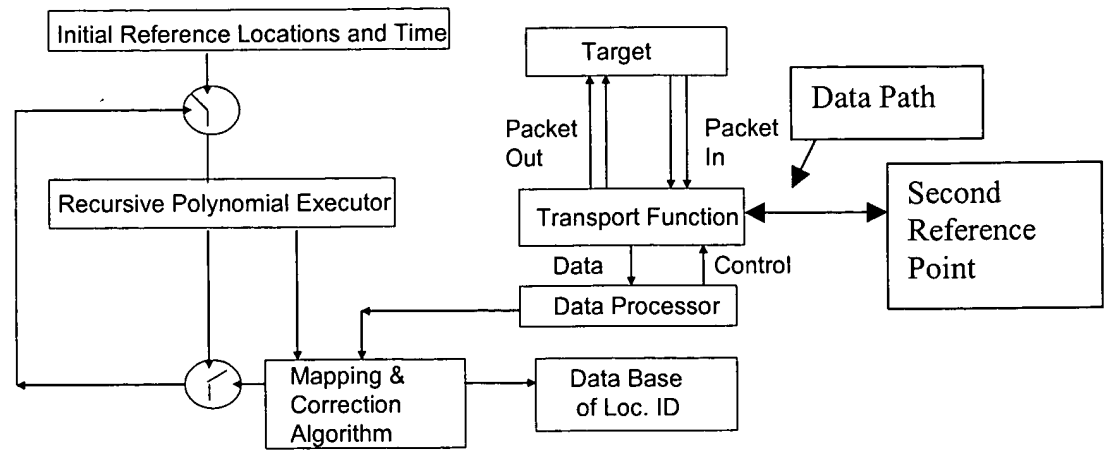 Initial Reference Locations and Time
Target
Data Path
Packet
Out
Packet
In
Recursive Polynomial Executor
Transport Function
Second
Reference
Point
Data
Control
Data Processor
Mapping &
Correction
Algorithm
Data Base
of Loc. ID